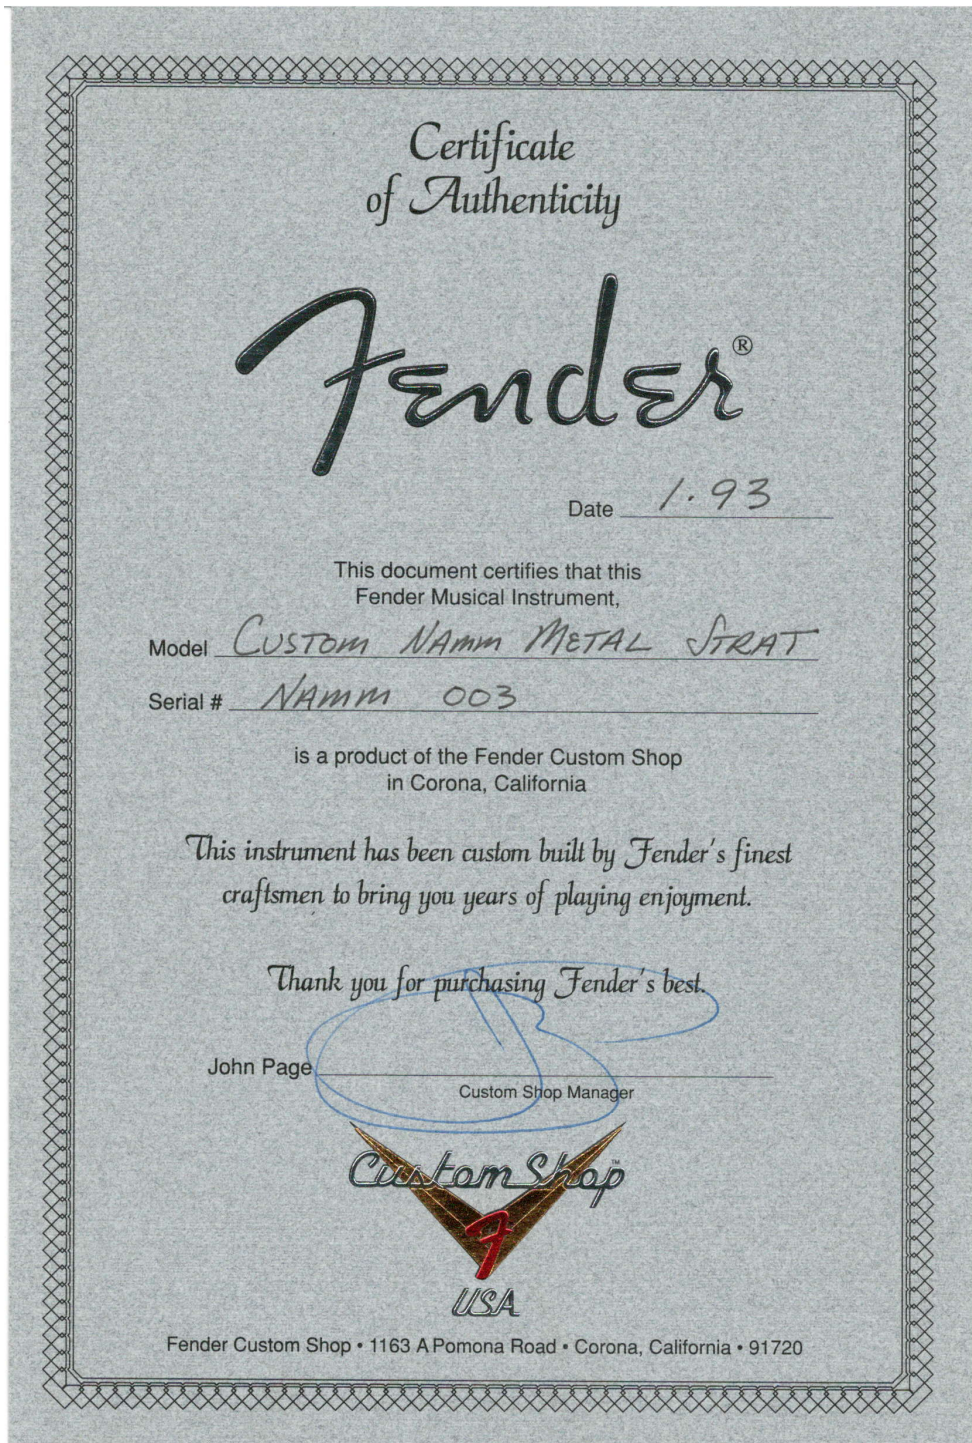 Certificate
of Authenticity
Fender®
Date 1·93
This document certifies that this
Fender Musical Instrument,
Model CUSTOM NAMM METAL STRAT
Serial # NAMM 003
is a product of the Fender Custom Shop
in Corona, California
This instrument has been custom built by Fender's finest
craftsmen to bring you years of playing enjoyment.
Thank you for purchasing Fender's best.
John Page
Custom Shop Manager
Custom Shop™
F
USA
Fender Custom Shop • 1163 A Pomona Road • Corona, California • 91720